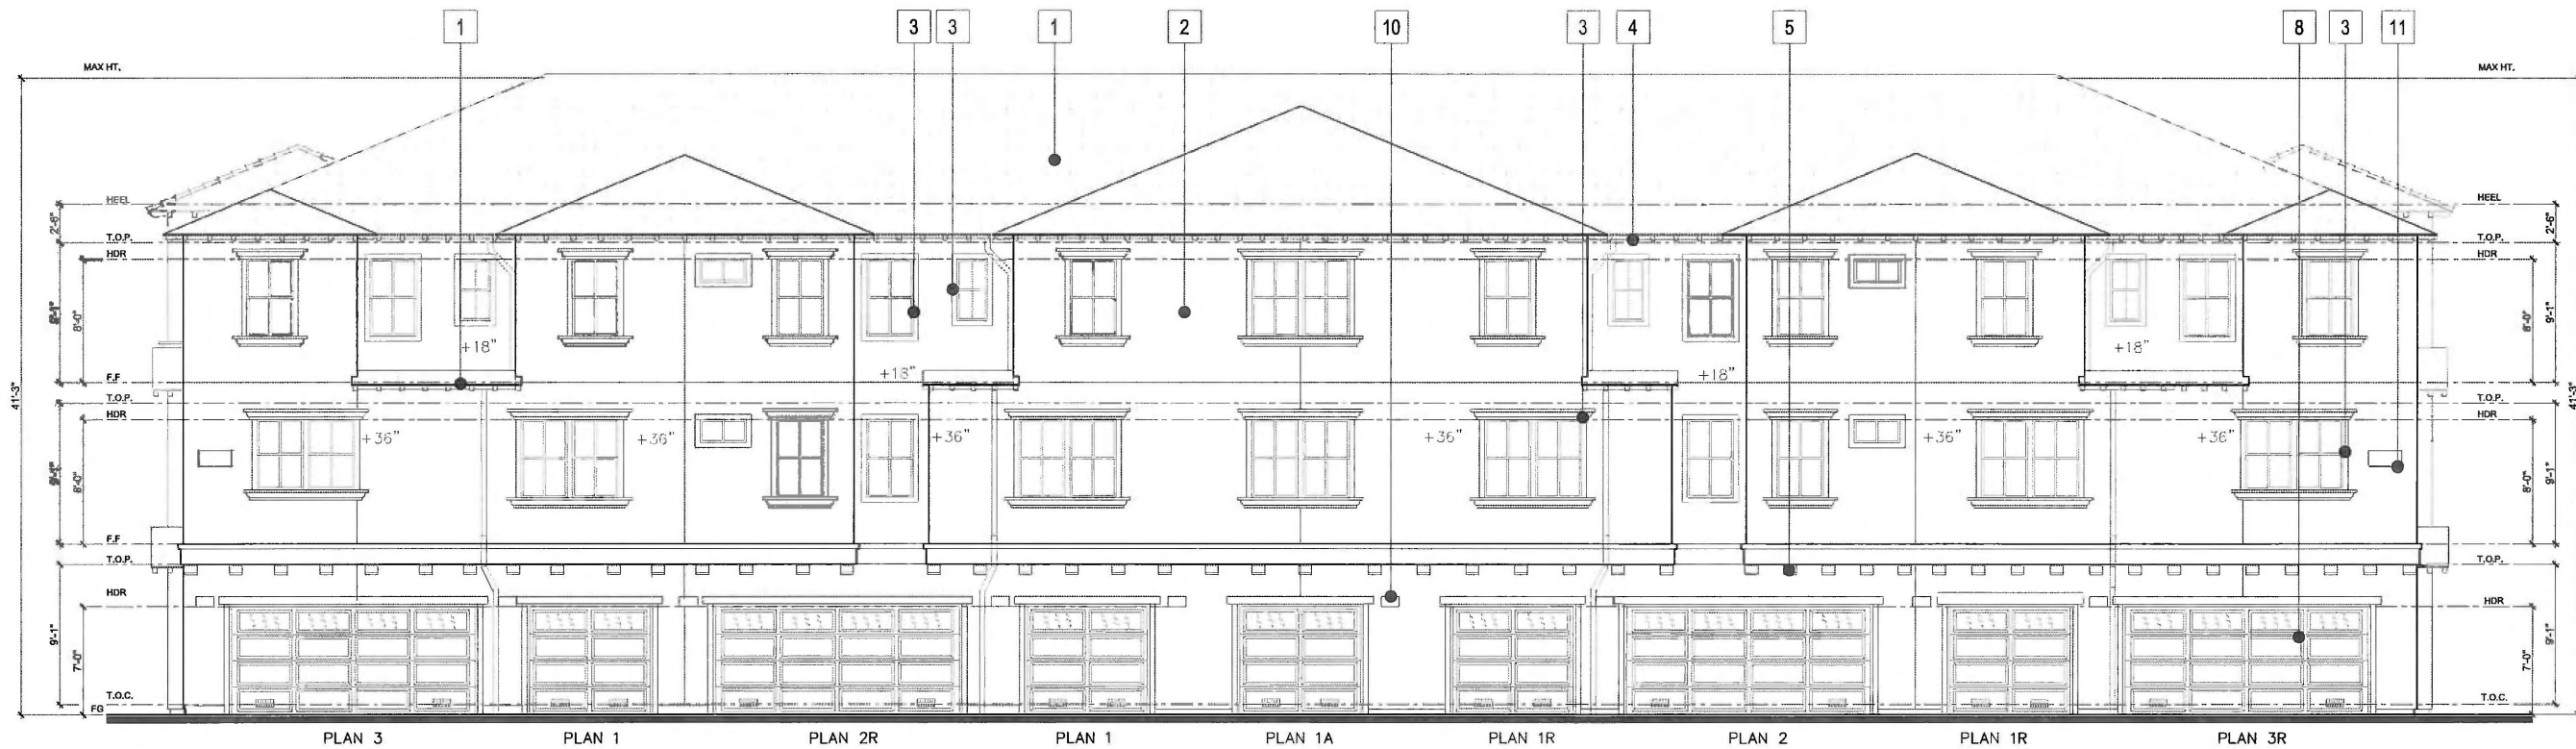 1 3 3 1 2 10 3 4 5 8 3 11
MAX HT. MAX HT.
HEEL HEEL
2'-6" 2'-6"
T.O.P. T.O.P.
HDR HDR
8'-0" 8'-0" 9'-1"
+18" +18"
+18" +18"
F.F
41'-3" 41'-3"
T.O.P. T.O.P.
HDR HDR
+36" +36" +36" +36" +36" +36"
9'-1" 8'-0" 8'-0" 9'-1"
F.F
T.O.P. T.O.P.
HDR HDR
9'-1" 7'-0" 7'-0" 9'-1"
T.O.C. T.O.C.
FG
PLAN 3 PLAN 1 PLAN 2R PLAN 1 PLAN 1A PLAN 1R PLAN 2 PLAN 1R PLAN 3R